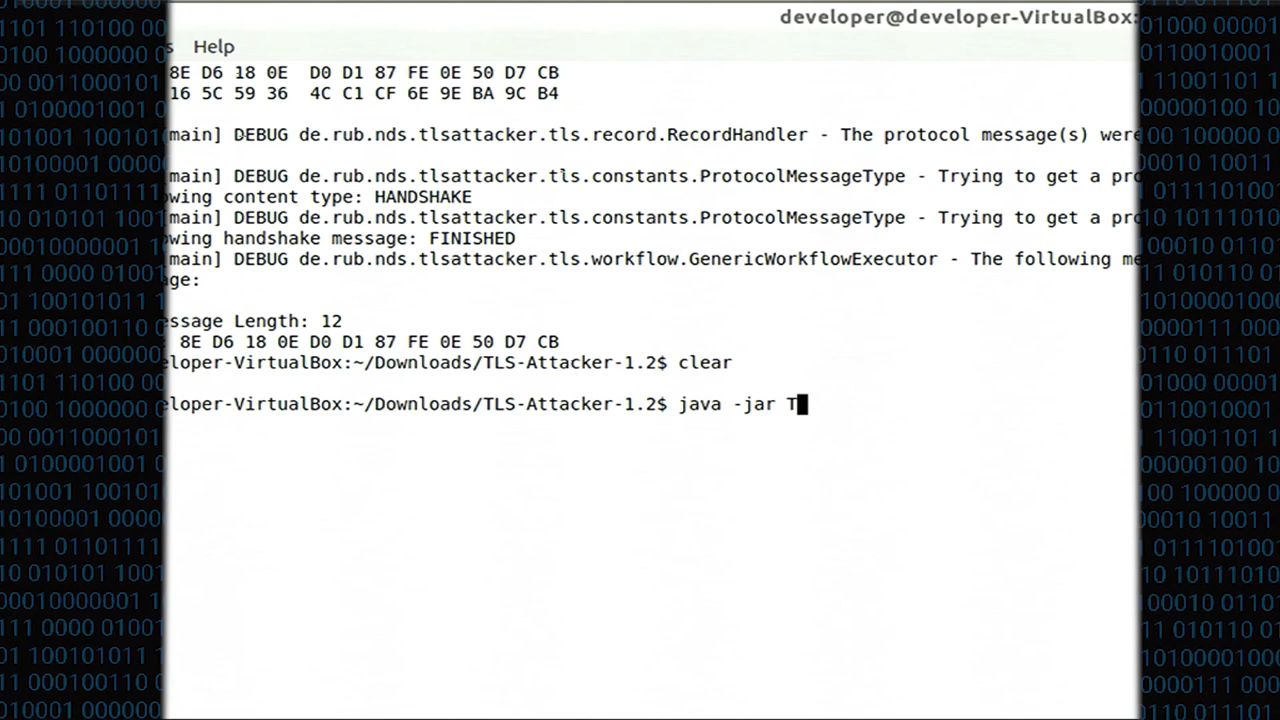 developer@developer-VirtualBox:
s Help
8E D6 18 0E  D0 D1 87 FE 0E 50 D7 CB
16 5C 59 36  4C C1 CF 6E 9E BA 9C B4
main] DEBUG de.rub.nds.tlsattacker.tls.record.RecordHandler - The protocol message(s) were
main] DEBUG de.rub.nds.tlsattacker.tls.constants.ProtocolMessageType - Trying to get a pro
owing content type: HANDSHAKE
main] DEBUG de.rub.nds.tlsattacker.tls.constants.ProtocolMessageType - Trying to get a pro
owing handshake message: FINISHED
main] DEBUG de.rub.nds.tlsattacker.tls.workflow.GenericWorkflowExecutor - The following me
age:
essage Length: 12
8E D6 18 0E D0 D1 87 FE 0E 50 D7 CB
eloper-VirtualBox:~/Downloads/TLS-Attacker-1.2$ clear
eloper-VirtualBox:~/Downloads/TLS-Attacker-1.2$ java -jar T